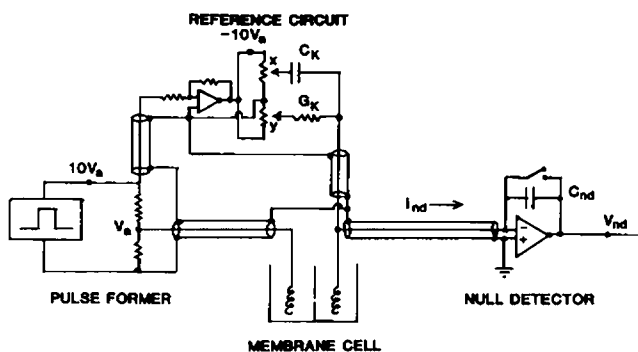 REFERENCE CIRCUIT
-10Va
CK
x
GK
y
10Va
Va
Ind
Cnd
Vnd
- 
+
PULSE FORMER
NULL DETECTOR
MEMBRANE CELL